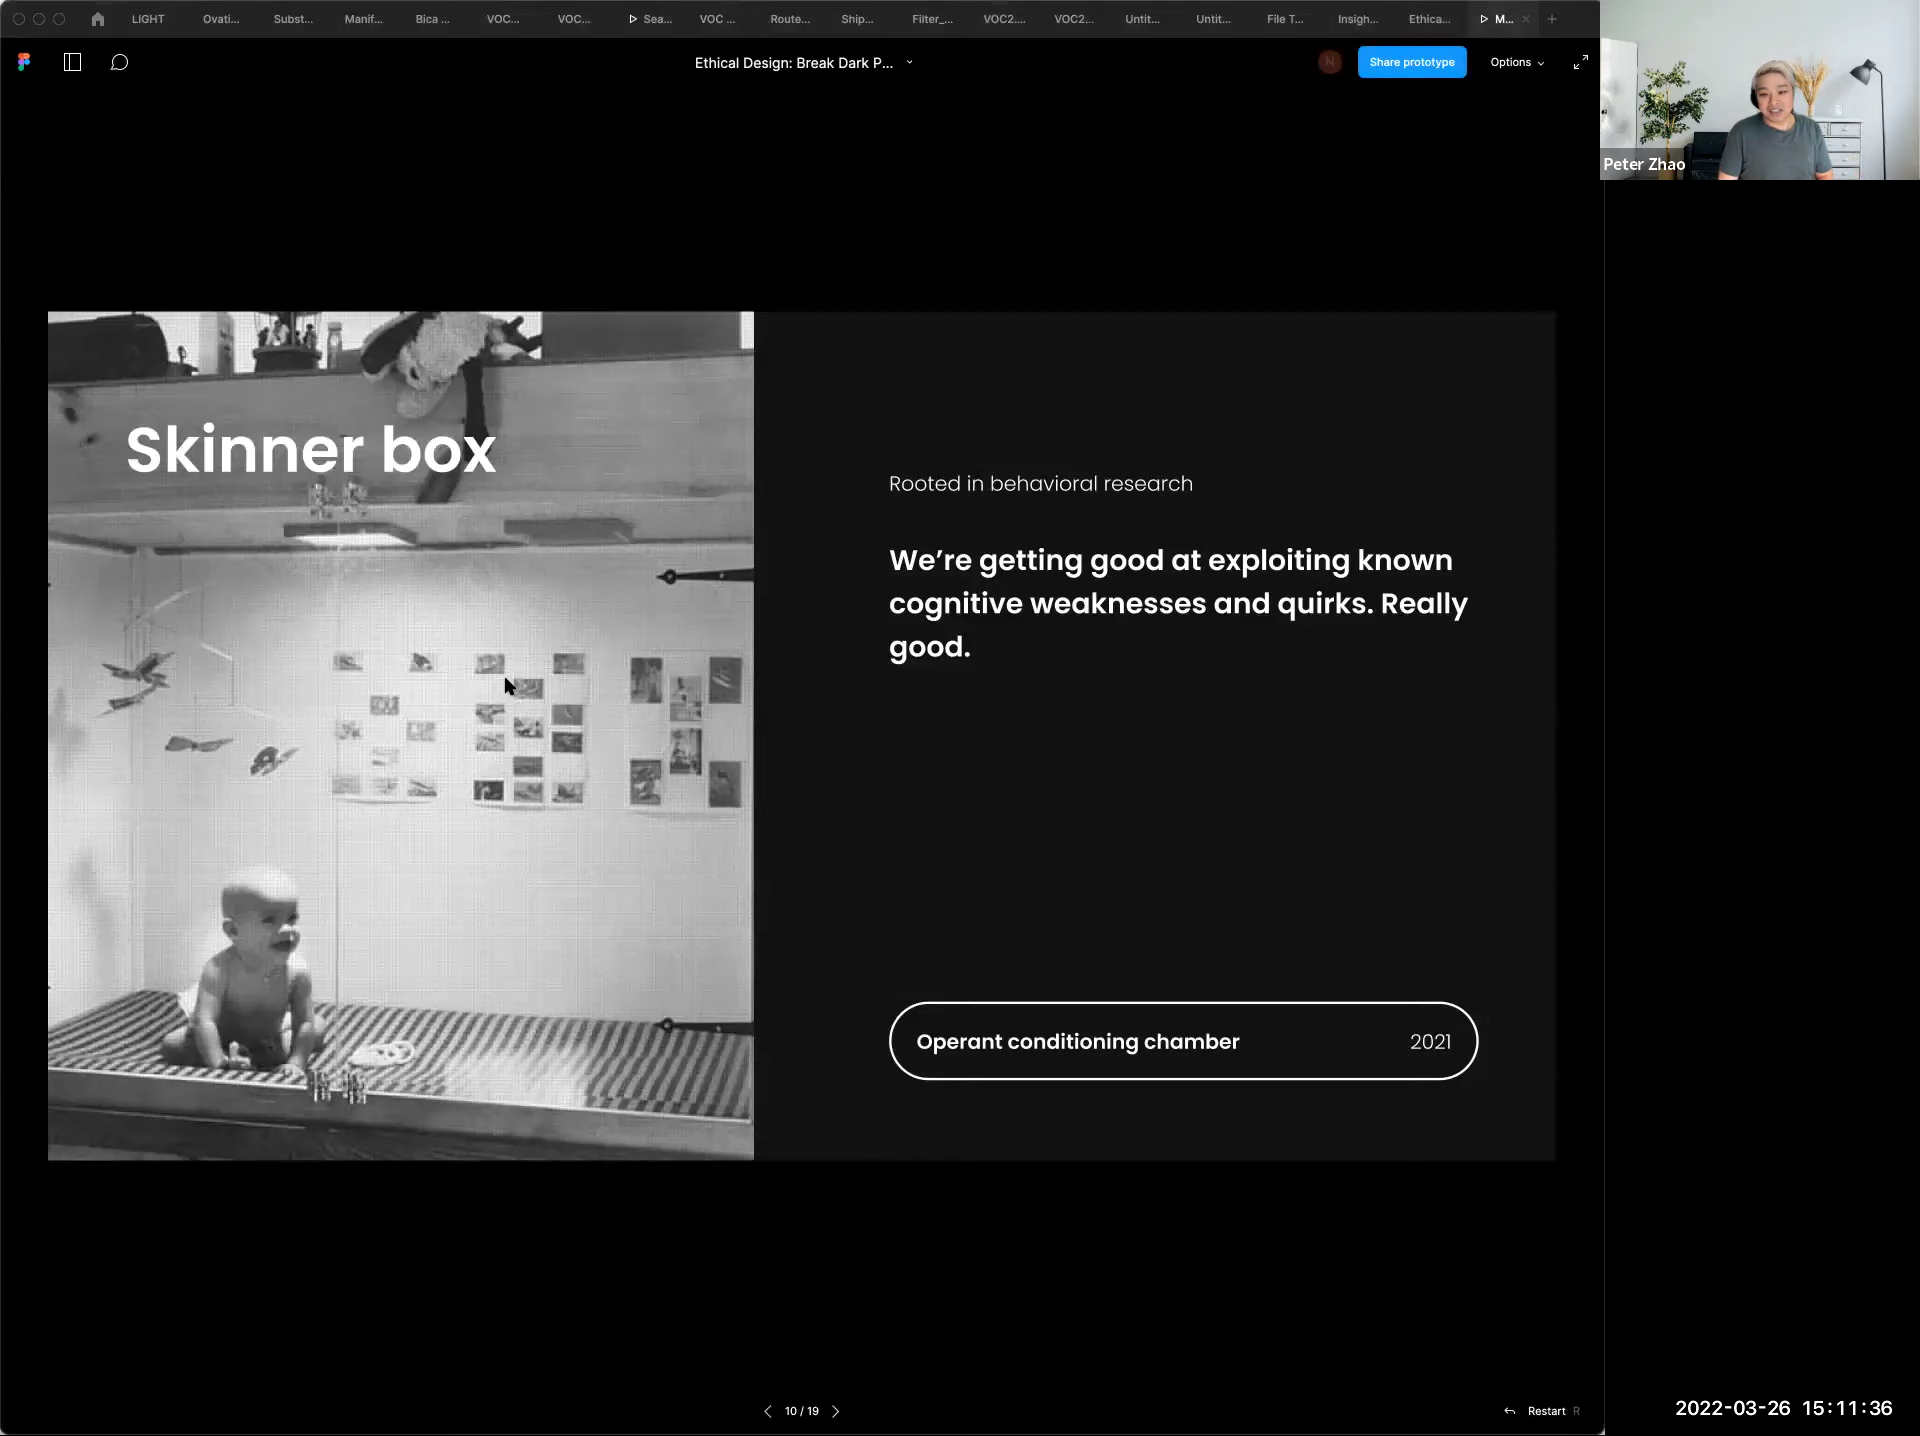 LIGHT Ovati... Subst... Manif... Bica ... VOC... VOC... Sea... VOC ... Route... Ship... Filter_... VOC2.... VOC2... Untit... Untit... File T... Insigh... Ethica... M...
Ethical Design: Break Dark P...
N
Share prototype
Options
Peter Zhao
Skinner box
Rooted in behavioral research
We’re getting good at exploiting known
cognitive weaknesses and quirks. Really
good.
Operant conditioning chamber 2021
10 / 19
Restart R
2022-03-26 15:11:36